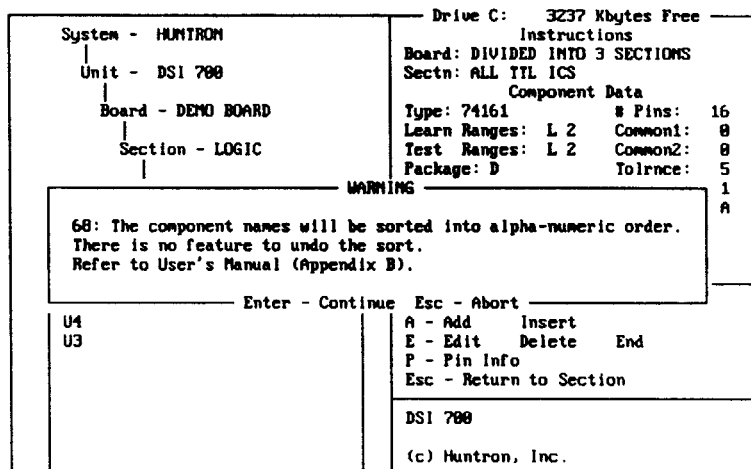 System - HUNTRON
Unit - DSI 700
Board - DEMO BOARD
Section - LOGIC
Drive C: 3237 Kbytes Free
Instructions
Board: DIVIDED INTO 3 SECTIONS
Sectn: ALL TTL ICS
Component Data
Type: 74161 # Pins: 16
Learn Ranges: L 2 Common1: 0
Test Ranges: L 2 Common2: 0
Package: D Tolrnce: 5
1
A
WARNING
60: The component names will be sorted into alpha-numeric order.
There is no feature to undo the sort.
Refer to User's Manual (Appendix B).
Enter - Continue Esc - Abort
U4
U3
A - Add Insert
E - Edit Delete End
P - Pin Info
Esc - Return to Section
DSI 700
(c) Huntron, Inc.